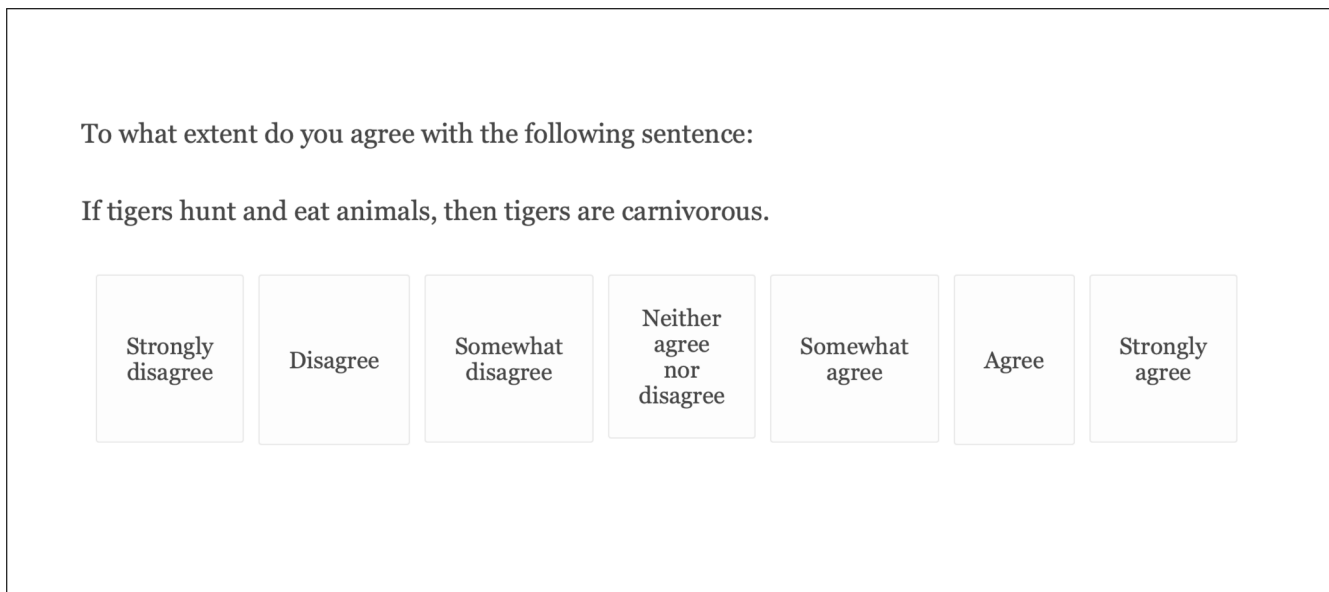 To what extent do you agree with the following sentence:
If tigers hunt and eat animals, then tigers are carnivorous.
Strongly
disagree
Disagree
Somewhat
disagree
Neither
agree
nor
disagree
Somewhat
agree
Agree
Strongly
agree